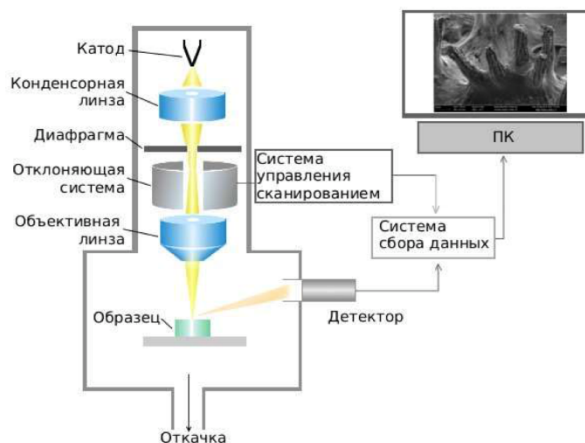 Катод
Конденсорная
линза
Диафрагма
Отклоняющая
система
Объективная
линза
Образец
Откачка
Система
управления
сканированием
Детектор
Система
сбора данных
ПК